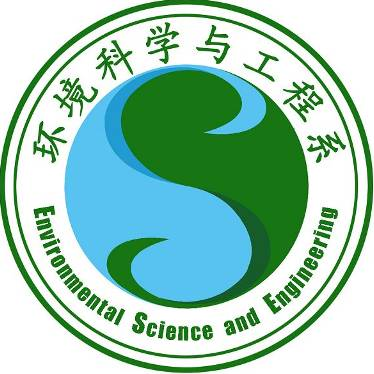 环境科学与工程系
Environmental Science and Engineering